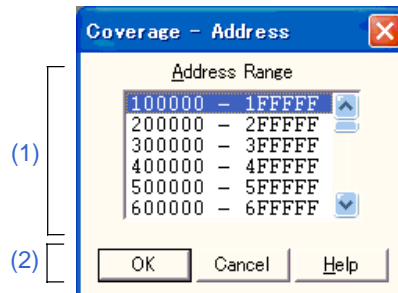 Coverage - Address
Address Range
(1)
100000 - 1FFFFF
200000 - 2FFFFF
300000 - 3FFFFF
400000 - 4FFFFF
500000 - 5FFFFF
600000 - 6FFFFF
(2)
OK Cancel Help